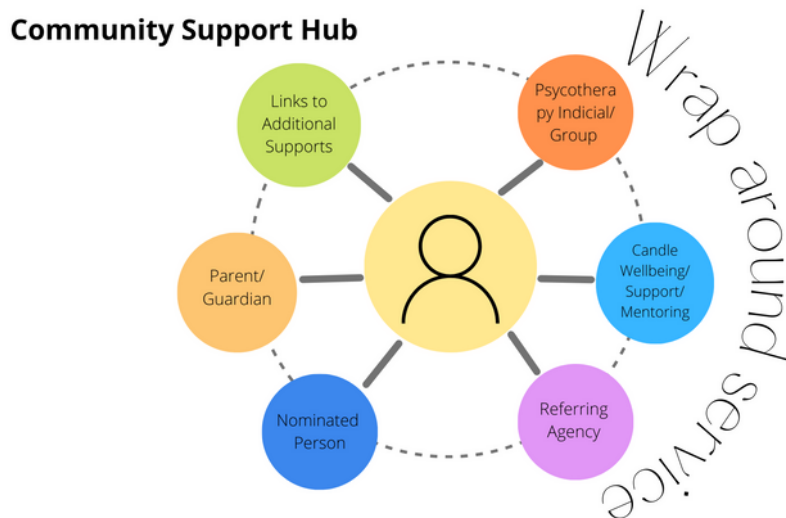 Community Support Hub
Wrap around service
Links to
Additional
Supports
Psycothera
py Indicial/
Group
Parent/
Guardian
Candle
Wellbeing/
Support/
Mentoring
Nominated
Person
Referring
Agency